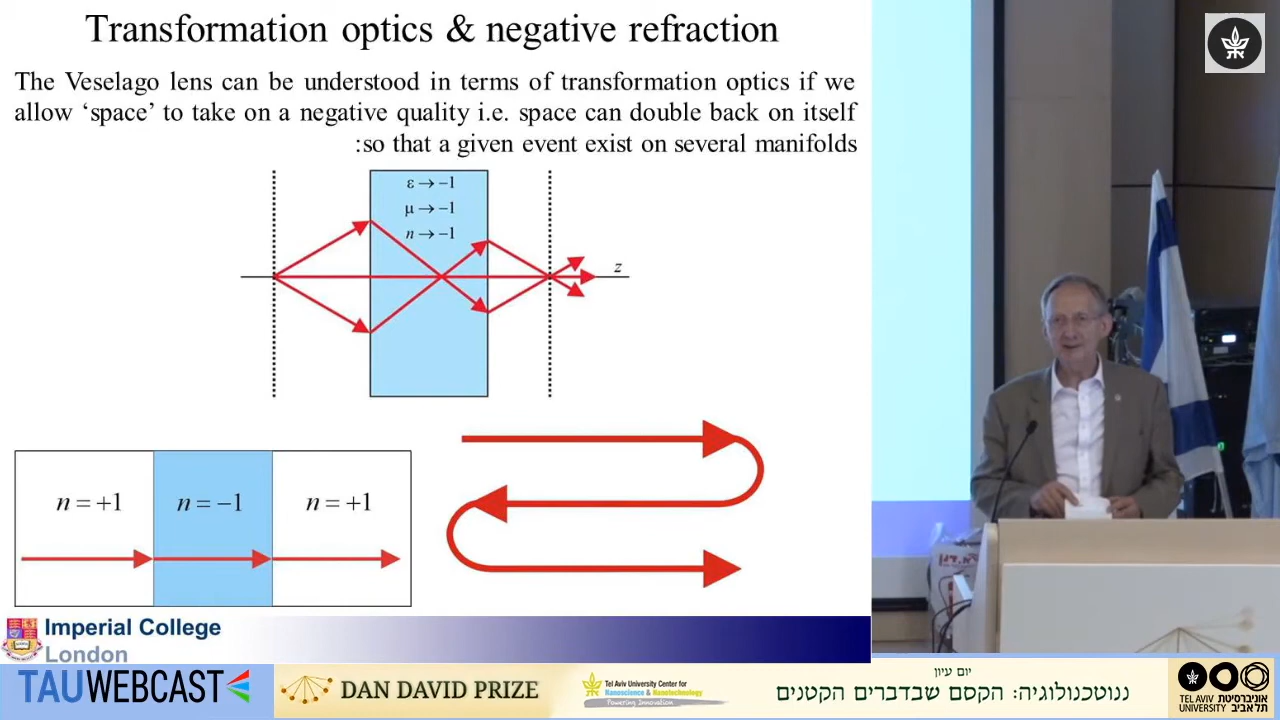 Transformation optics & negative refraction
The Veselago lens can be understood in terms of transformation optics if we
allow ‘space’ to take on a negative quality i.e. space can double back on itself
:so that a given event exist on several manifolds
ε → −1
μ → −1
n → −1
z
n = +1
n = −1
n = +1
Imperial College
London
TAUWEBCAST
DAN DAVID PRIZE
Tel Aviv University Center for
Nanoscience & Nanotechnology
Powering Innovation
יום עיון
ננוטכנולוגיה: הקסם שבדברים הקטנים
TEL AVIV UNIVERSITY
אוניברסיטת תל אביב